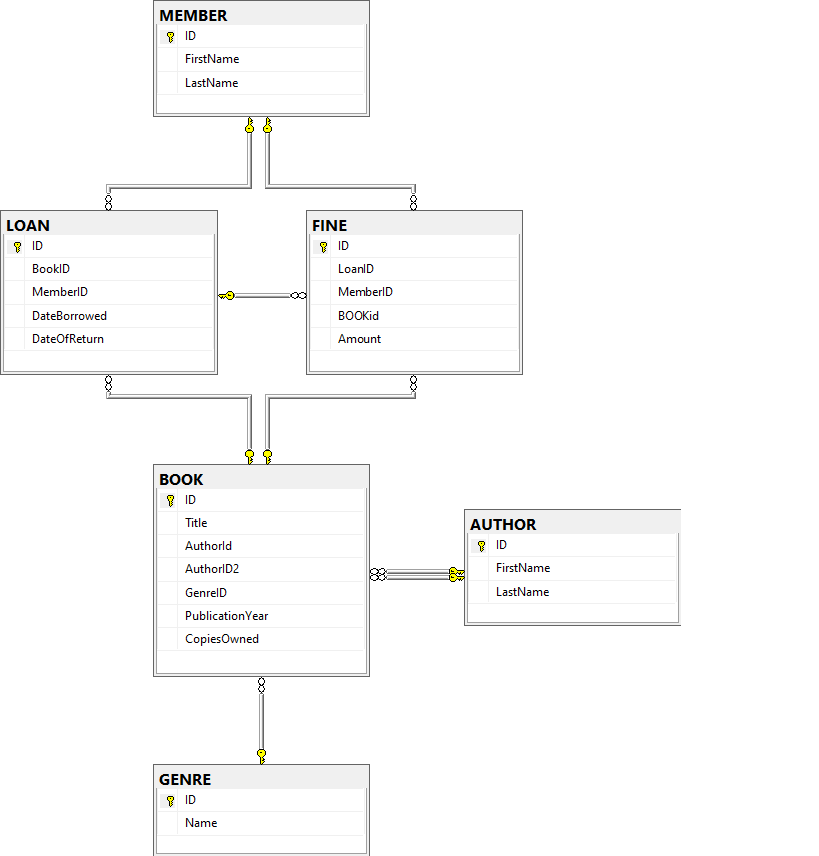 MEMBER
ID
FirstName
LastName
LOAN
ID
BookID
MemberID
DateBorrowed
DateOfReturn
FINE
ID
LoanID
MemberID
BOOKid
Amount
BOOK
ID
Title
AuthorId
AuthorID2
GenreID
PublicationYear
CopiesOwned
AUTHOR
ID
FirstName
LastName
GENRE
ID
Name